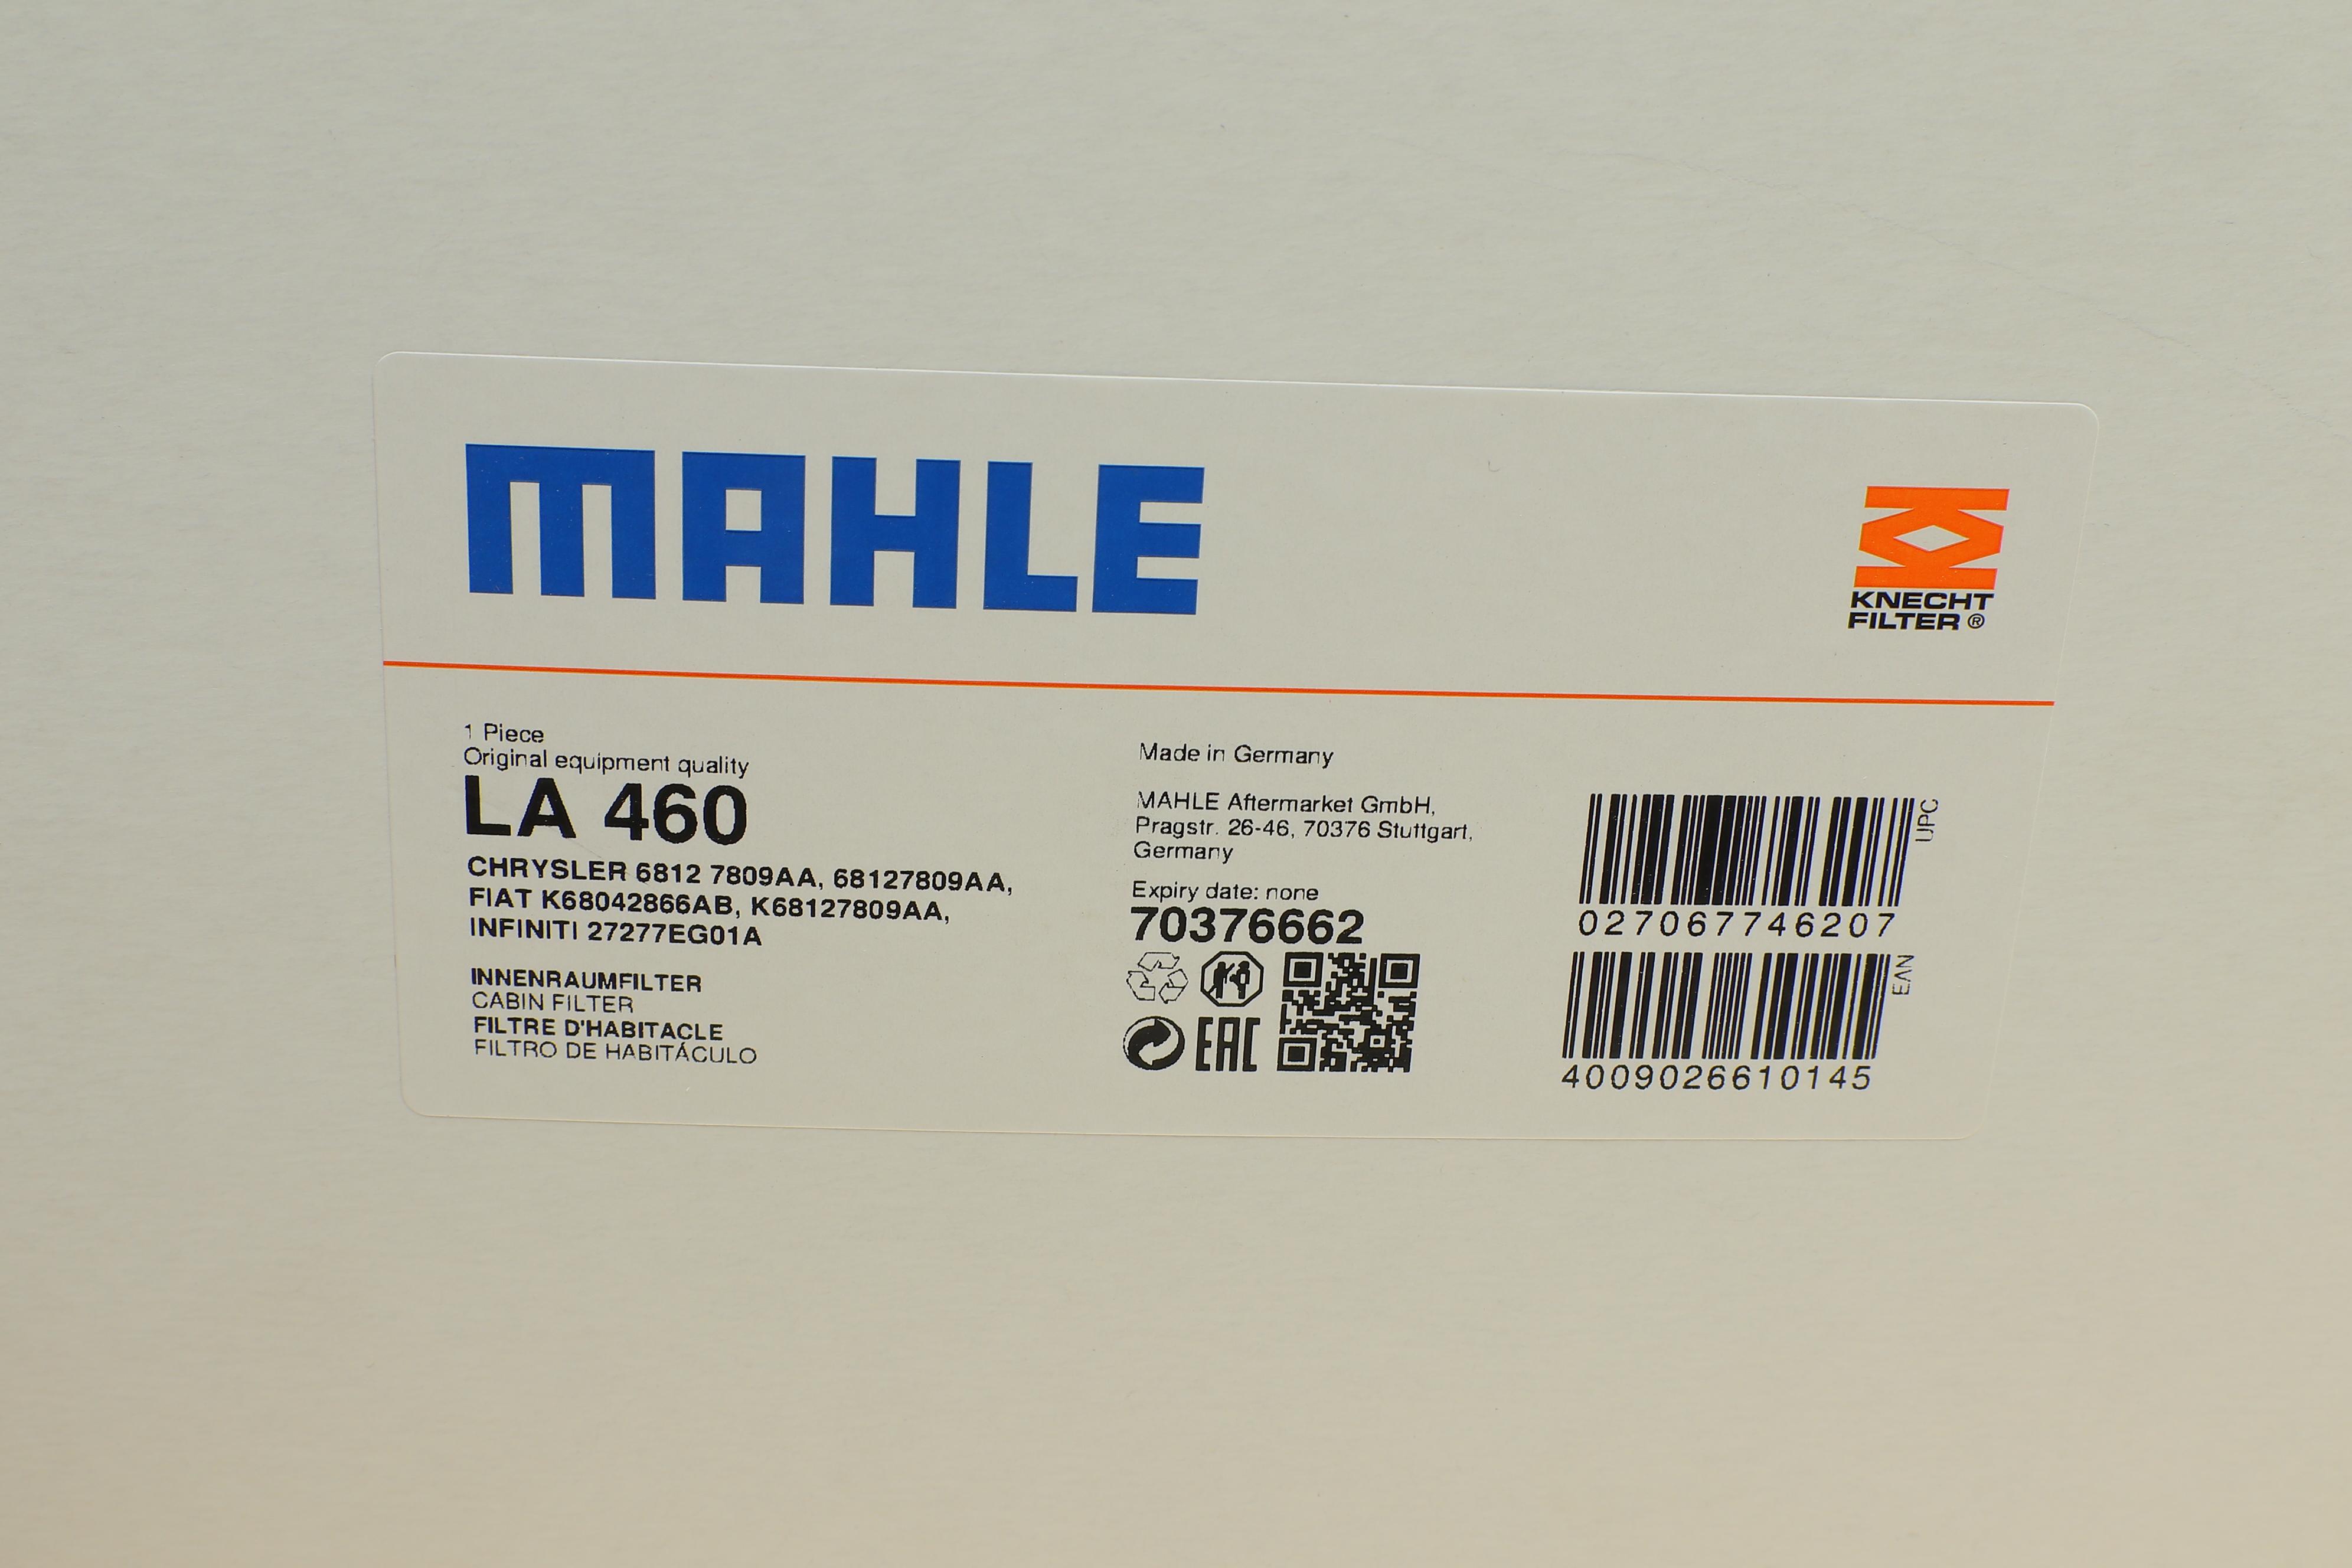 MAHLE
KNECHT
FILTER ®
1 Piece
Original equipment quality
LA 460
CHRYSLER 6812 7809AA, 68127809AA,
FIAT K68042866AB, K68127809AA,
INFINITI 27277EG01A
INNENRAUMFILTER
CABIN FILTER
FILTRE D'HABITACLE
FILTRO DE HABITÁCULO
Made in Germany
MAHLE Aftermarket GmbH,
Pragstr. 26-46, 70376 Stuttgart,
Germany
Expiry date: none
70376662
EAC
UPC
027067746207
EAN
4009026610145